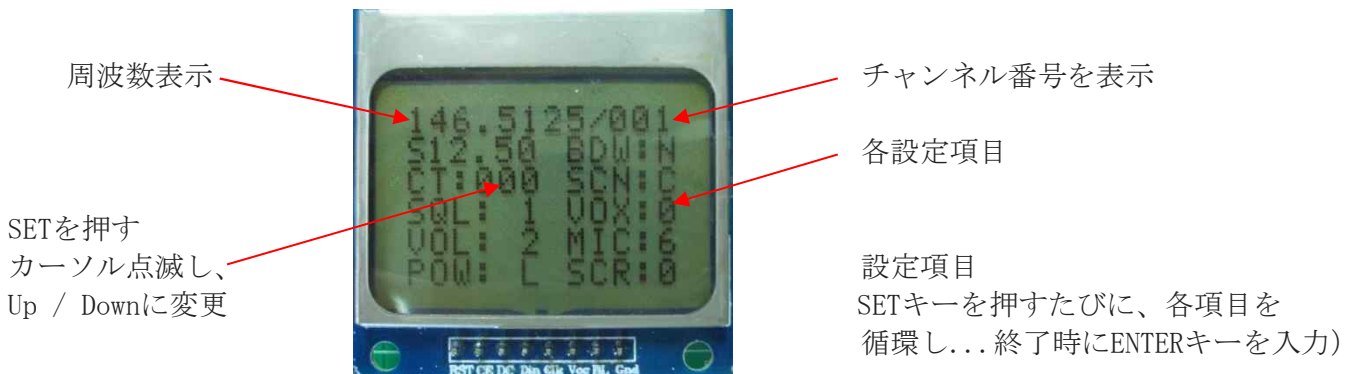 周波数表示
チャンネル番号を表示
各設定項目
SETを押す
カーソル点滅し、
Up / Downに変更
設定項目
SETキーを押すたびに、各項目を
循環し...終了時にENTERキーを入力)
146.5125/001
S12.50 BDW:N
CT:000 SCN:C
SQL: 1 VOX:0
VOL: 2 MIC:6
POW: L SCR:0
RST CE DC Din Clk Vcc BL Gnd